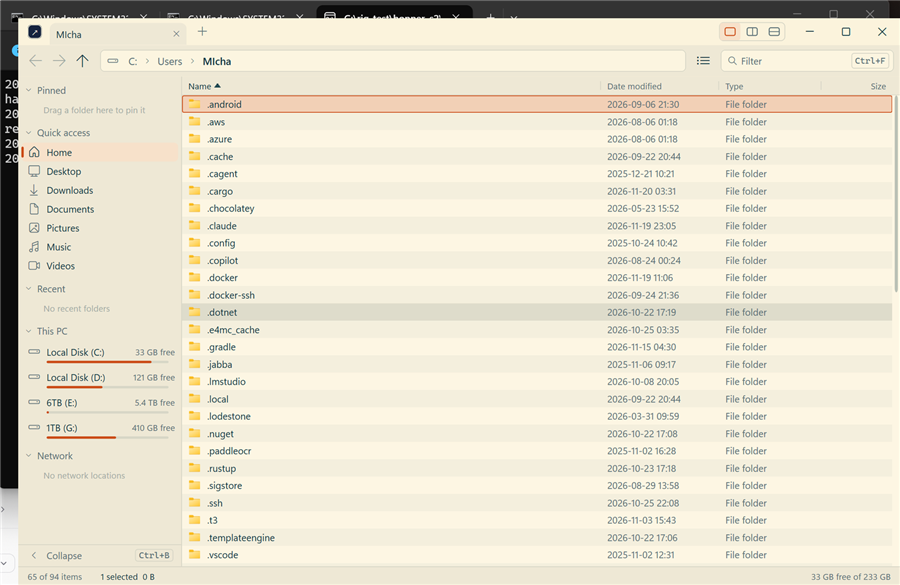 C:\WINDOWS\SYSTEM32
C:\WINDOWS\SYSTEM32
MIcha
C: Users MIcha
Filter Ctrl+F
Pinned
Drag a folder here to pin it
Quick access
Home
Desktop
Downloads
Documents
Pictures
Music
Videos
Recent
No recent folders
This PC
Local Disk (C:) 33 GB free
Local Disk (D:) 121 GB free
6TB (E:) 5.4 TB free
1TB (G:) 410 GB free
Network
No network locations
Collapse Ctrl+B
Name Date modified Type Size
.android 2026-09-06 21:30 File folder
.aws 2026-08-06 01:18 File folder
.azure 2026-08-06 01:18 File folder
.cache 2026-09-22 20:44 File folder
.cagent 2025-12-21 10:21 File folder
.cargo 2026-11-20 03:31 File folder
.chocolatey 2026-05-23 15:52 File folder
.claude 2026-11-19 23:05 File folder
.config 2025-10-24 10:42 File folder
.copilot 2026-08-24 00:24 File folder
.docker 2026-11-19 11:06 File folder
.docker-ssh 2026-09-24 21:36 File folder
.dotnet 2026-10-22 17:19 File folder
.e4mc_cache 2026-10-25 03:35 File folder
.gradle 2026-11-15 04:30 File folder
.jabba 2025-11-06 09:17 File folder
.lmstudio 2026-10-08 20:05 File folder
.local 2026-09-22 20:44 File folder
.lodestone 2026-03-31 09:59 File folder
.nuget 2026-10-22 17:08 File folder
.paddleocr 2025-11-02 16:28 File folder
.rustup 2026-10-23 17:18 File folder
.sigstore 2026-08-29 13:58 File folder
.ssh 2026-10-25 22:08 File folder
.t3 2026-11-03 15:43 File folder
.templateengine 2026-10-22 17:06 File folder
.vscode 2025-11-02 12:31 File folder
65 of 94 items 1 selected 0 B 33 GB free of 233 GB